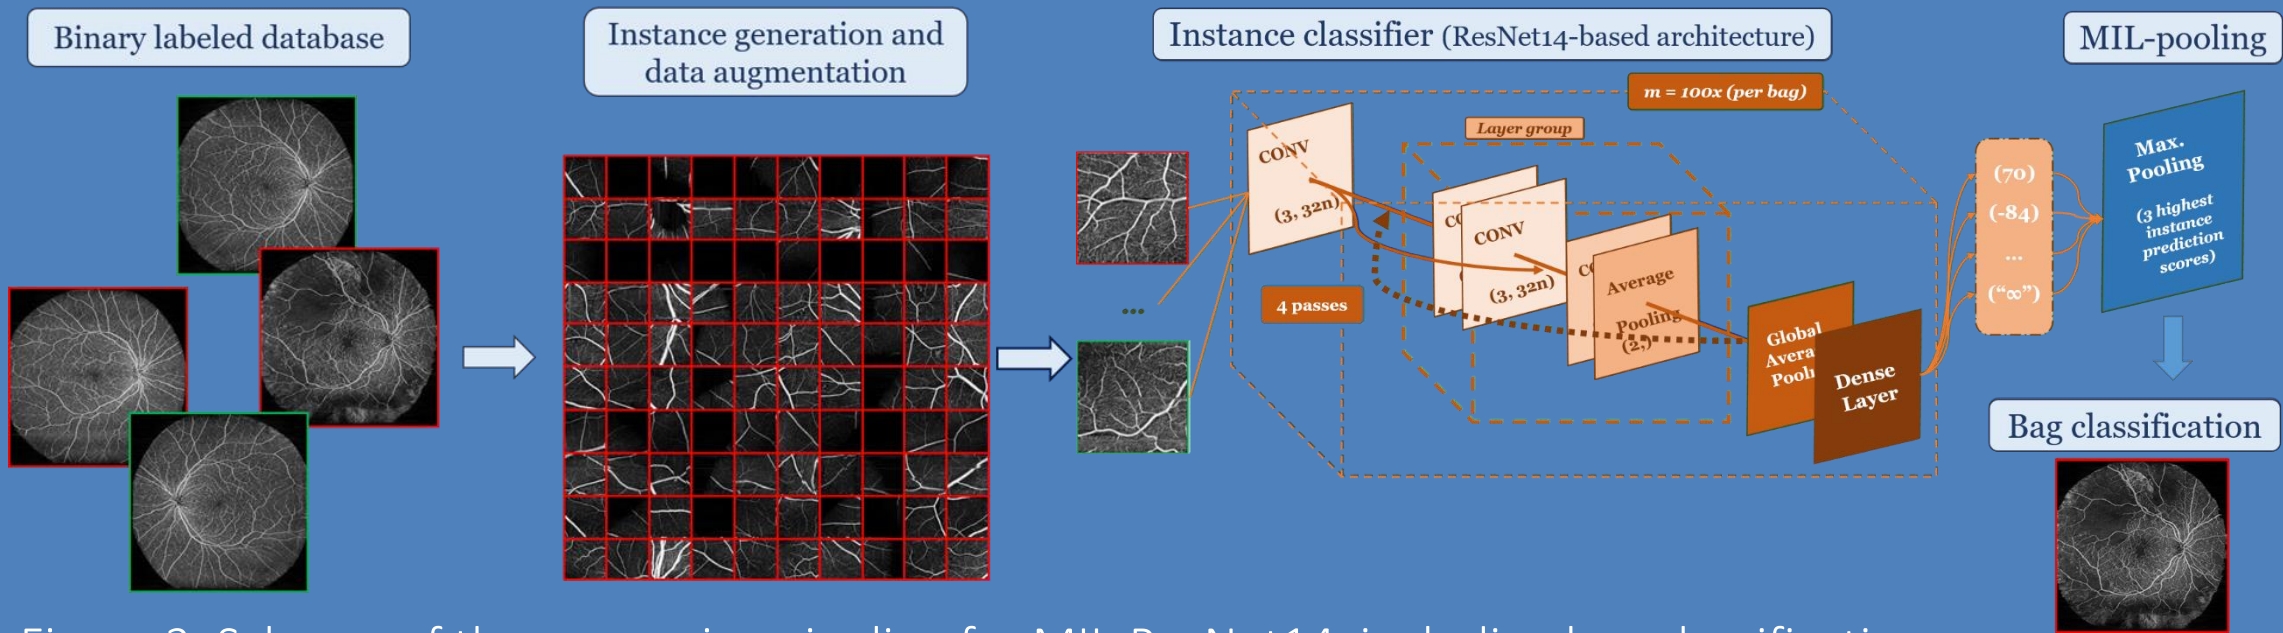 Binary labeled database
Instance generation and
data augmentation
Instance classifier (ResNet14-based architecture)
MIL-pooling
m = 100x (per bag)
Layer group
CONV
(3, 32n)
CONV
(3, 32n)
Average
Pooling
(2,)
4 passes
...
Global
Dense
Layer
(70)
(-84)
...
("∞")
Max.
Pooling
(3 highest
instance
prediction
scores)
Bag classification